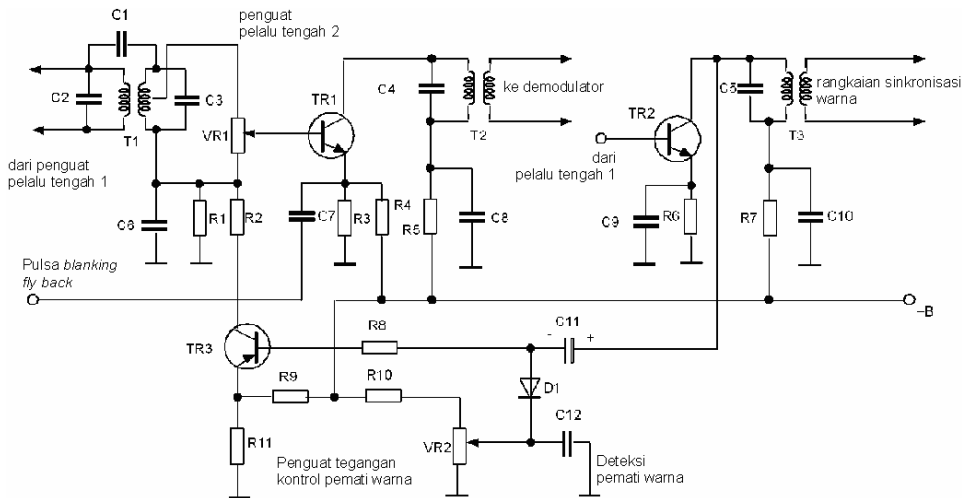 C1
penguat
pelalu tengah 2
C2
C3
T1
VR1
TR1
C4
T2
ke demodulator
TR2
C5
T3
rangkaian sinkronisasi
warna
dari penguat
pelalu tengah 1
dari
pelalu tengah 1
C6
R1
R2
C7
R3
R4
R5
C8
C9
R6
R7
C10
Pulsa blanking
fly back
–B
TR3
R8
C11
- +
R9
R10
D1
C12
R11
VR2
Penguat tegangan
kontrol pemati warna
Deteksi
pemati warna